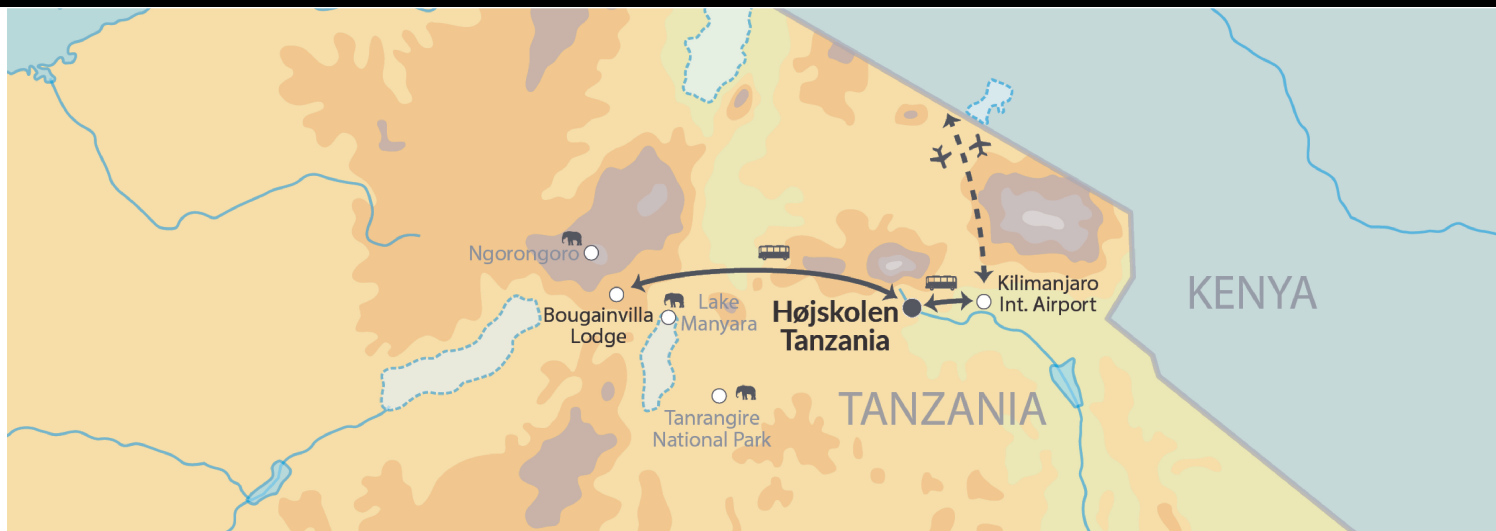 Ngorongoro
Bougainvilla
Lodge
Lake
Manyara
Højskolen
Tanzania
Kilimanjaro
Int. Airport
KENYA
TANZANIA
Tanrangire
National Park